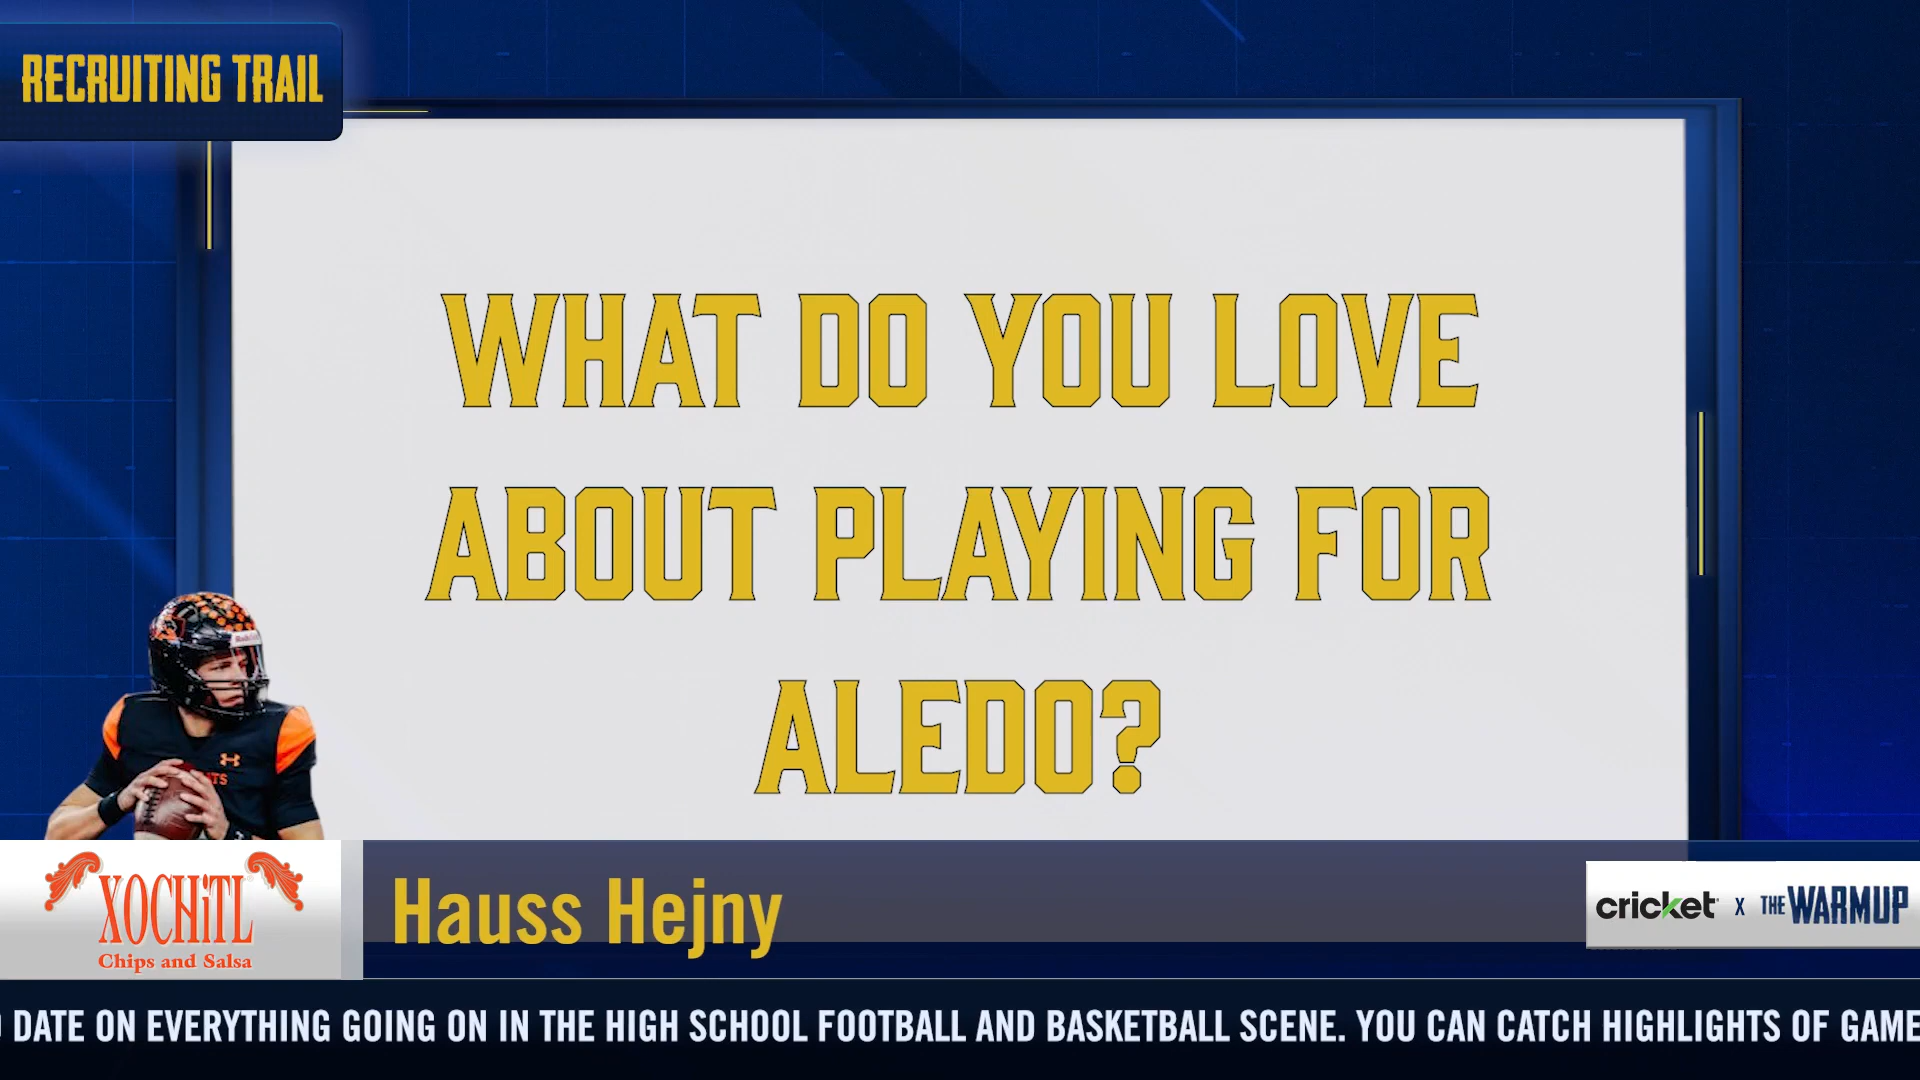 RECRUITING TRAIL
WHAT DO YOU LOVE
ABOUT PLAYING FOR
ALEDO?
XOCHiTL
Chips and Salsa
Hauss Hejny
cricket X THE WARMUP
DATE ON EVERYTHING GOING ON IN THE HIGH SCHOOL FOOTBALL AND BASKETBALL SCENE. YOU CAN CATCH HIGHLIGHTS OF GAME